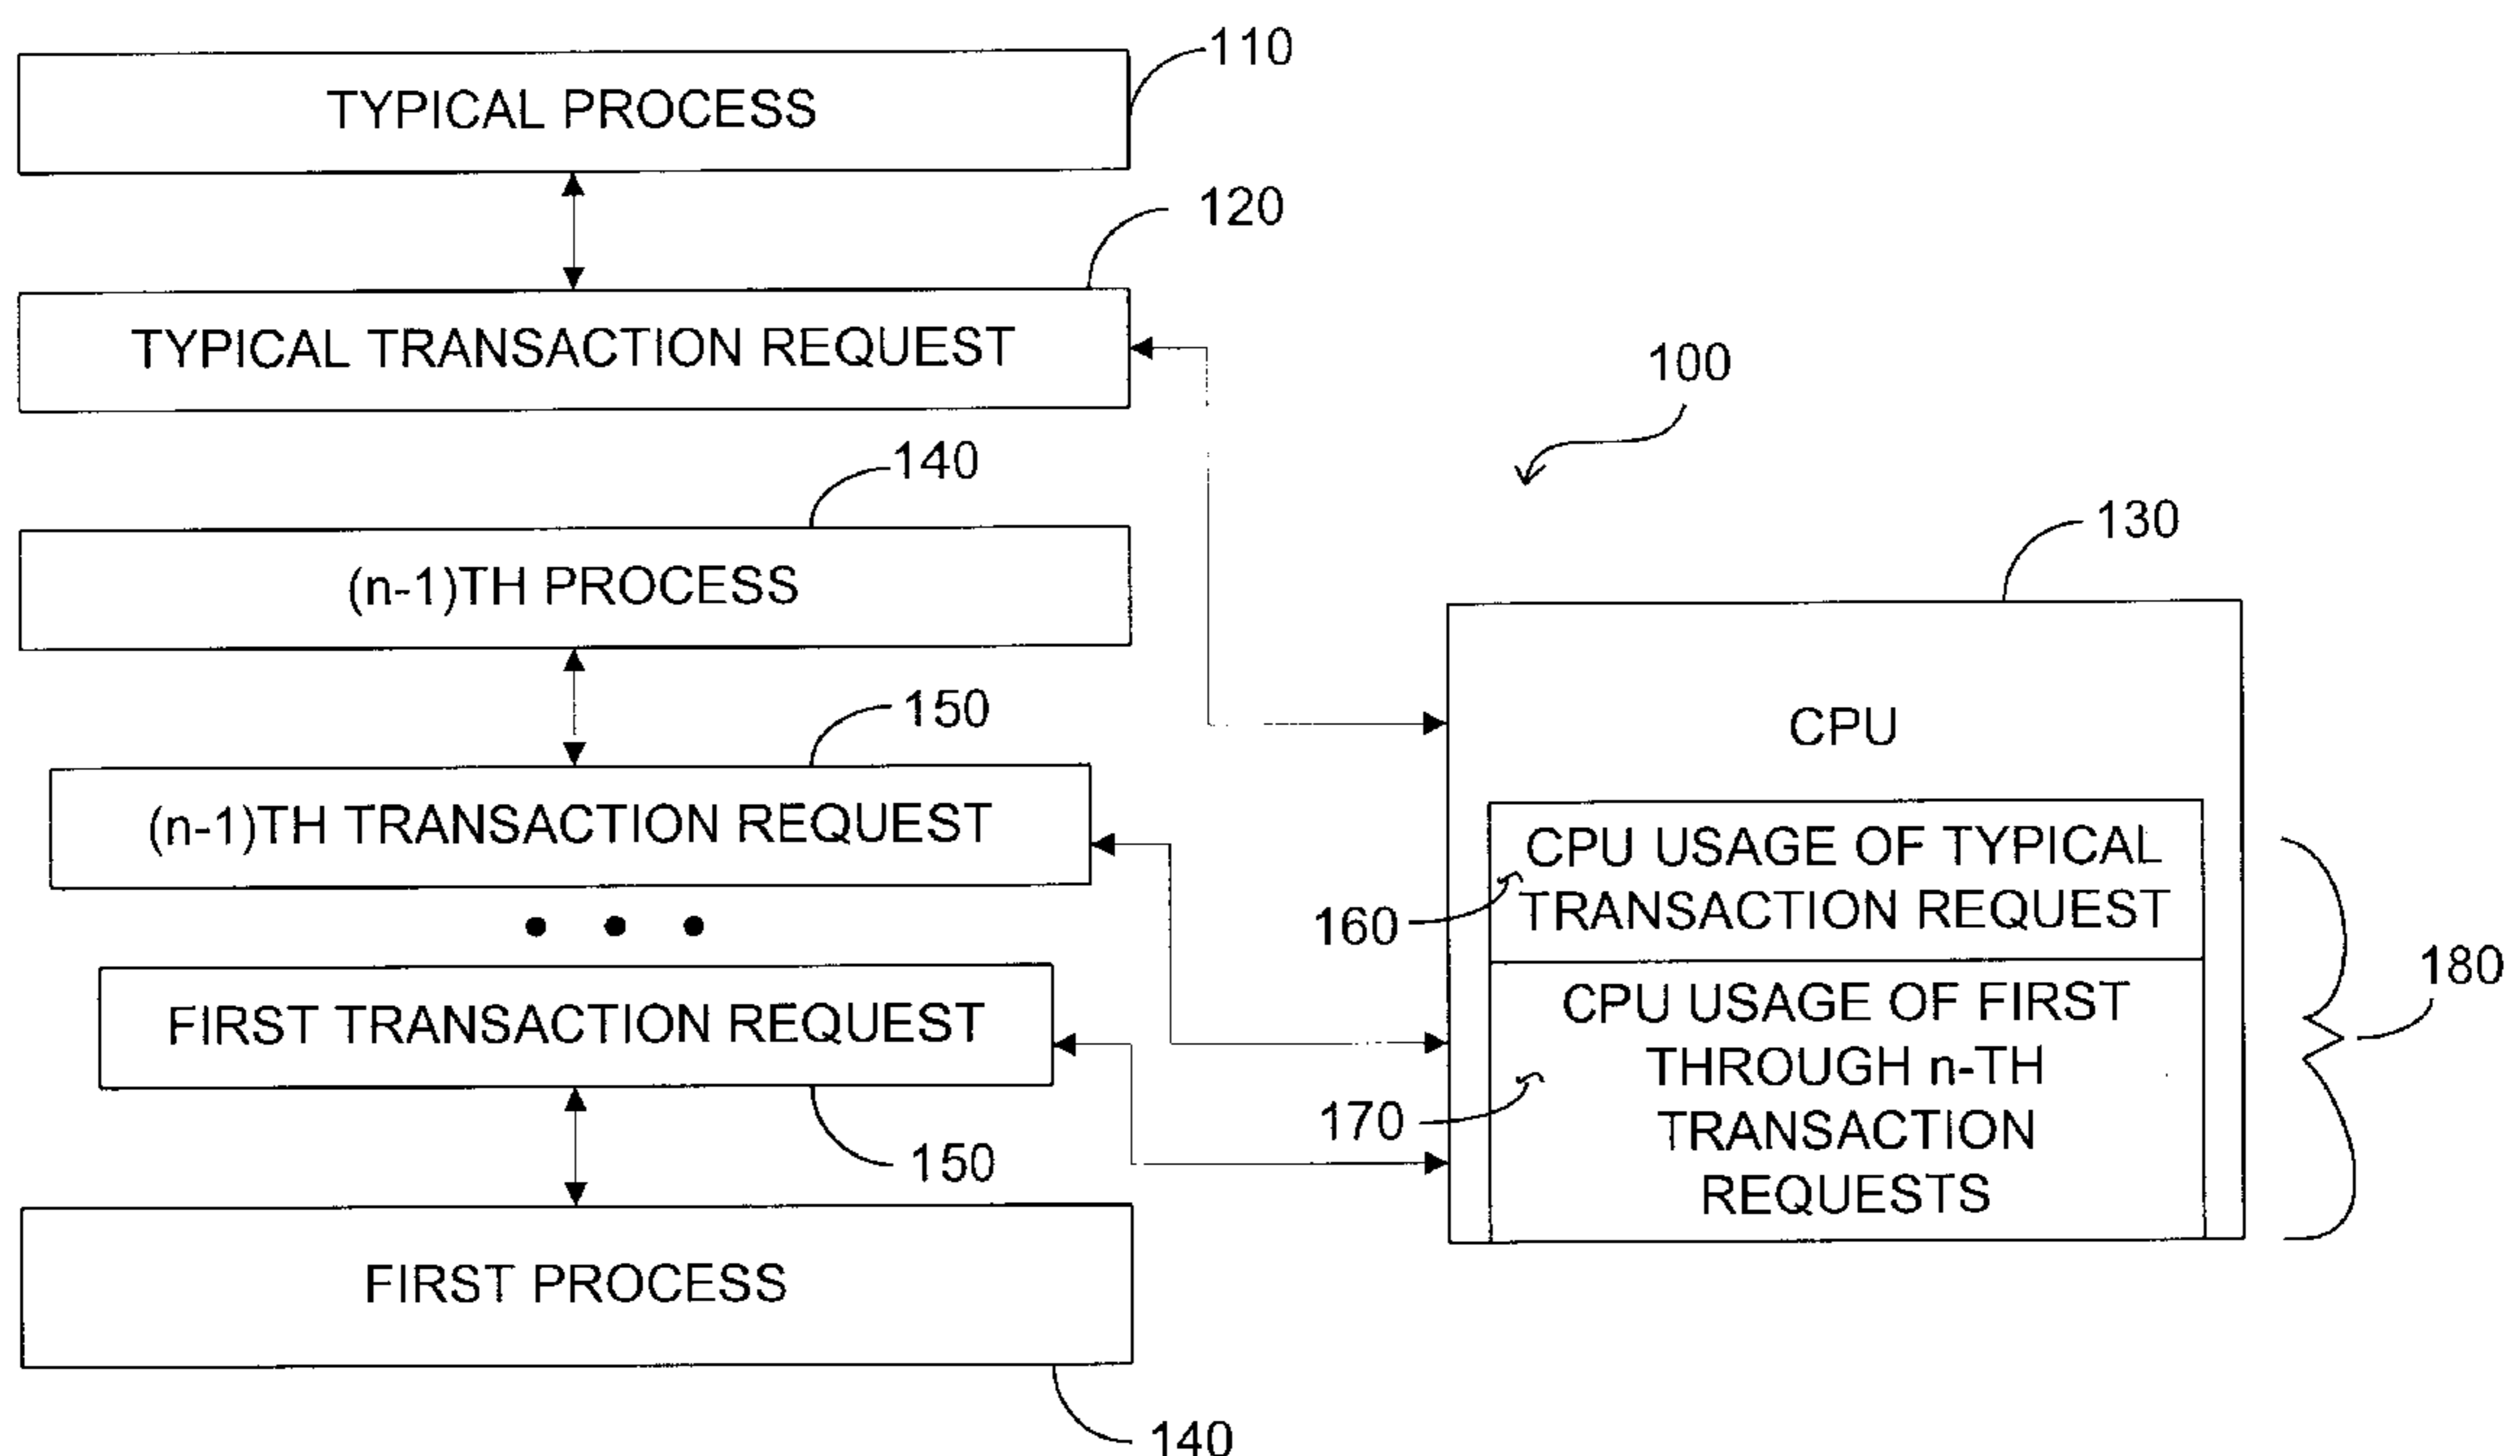 110
TYPICAL PROCESS
120
TYPICAL TRANSACTION REQUEST
100
140
130
(n-1)TH PROCESS
150
CPU
(n-1)TH TRANSACTION REQUEST
CPU USAGE OF TYPICAL
TRANSACTION REQUEST
160
180
FIRST TRANSACTION REQUEST
CPU USAGE OF FIRST
THROUGH n-TH
TRANSACTION
REQUESTS
170
150
FIRST PROCESS
140